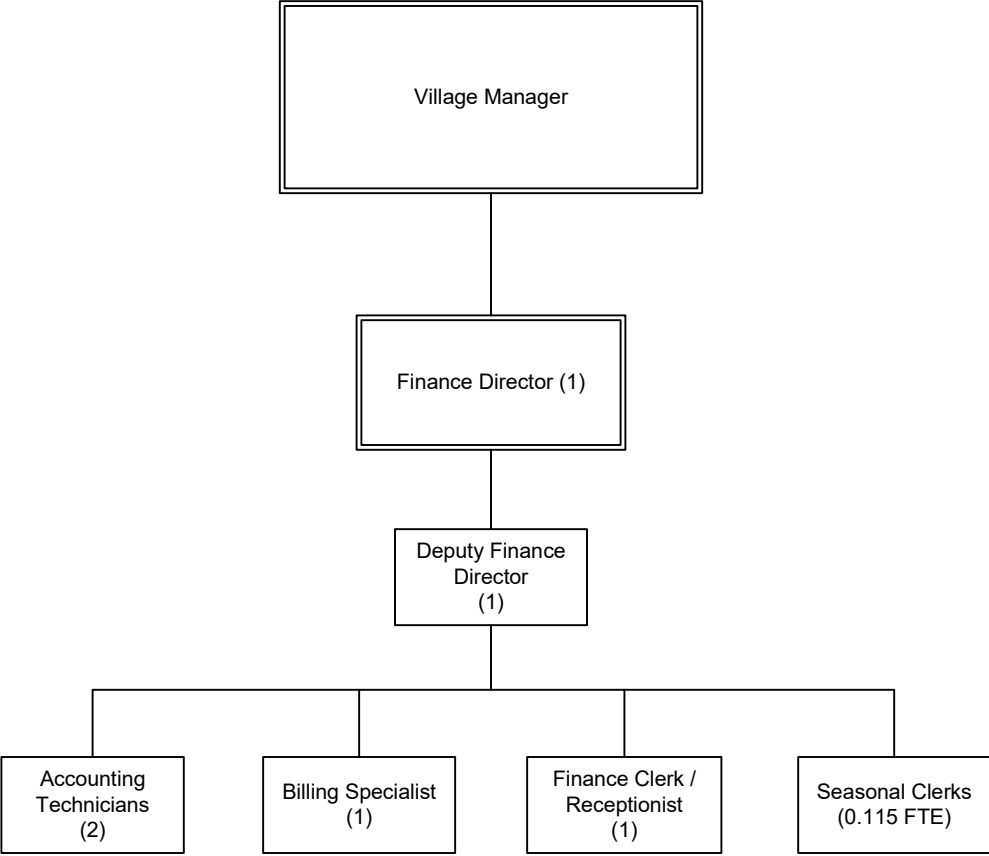 Village Manager
Finance Director (1)
Deputy Finance
Director
(1)
Accounting
Technicians
(2)
Billing Specialist
(1)
Finance Clerk /
Receptionist
(1)
Seasonal Clerks
(0.115 FTE)